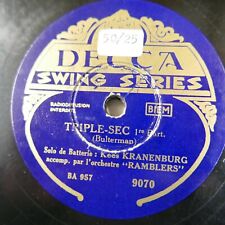 DECCA
50/25
SWING SERIES
RADIODIFFUSION
INTERDITE
BIEM
TRIPLE-SEC 1re Part.
(Bulterman)
Solo de Batterie: Kees KRANENBURG
accomp. par l'orchestre "RAMBLERS"
BA 957
9070